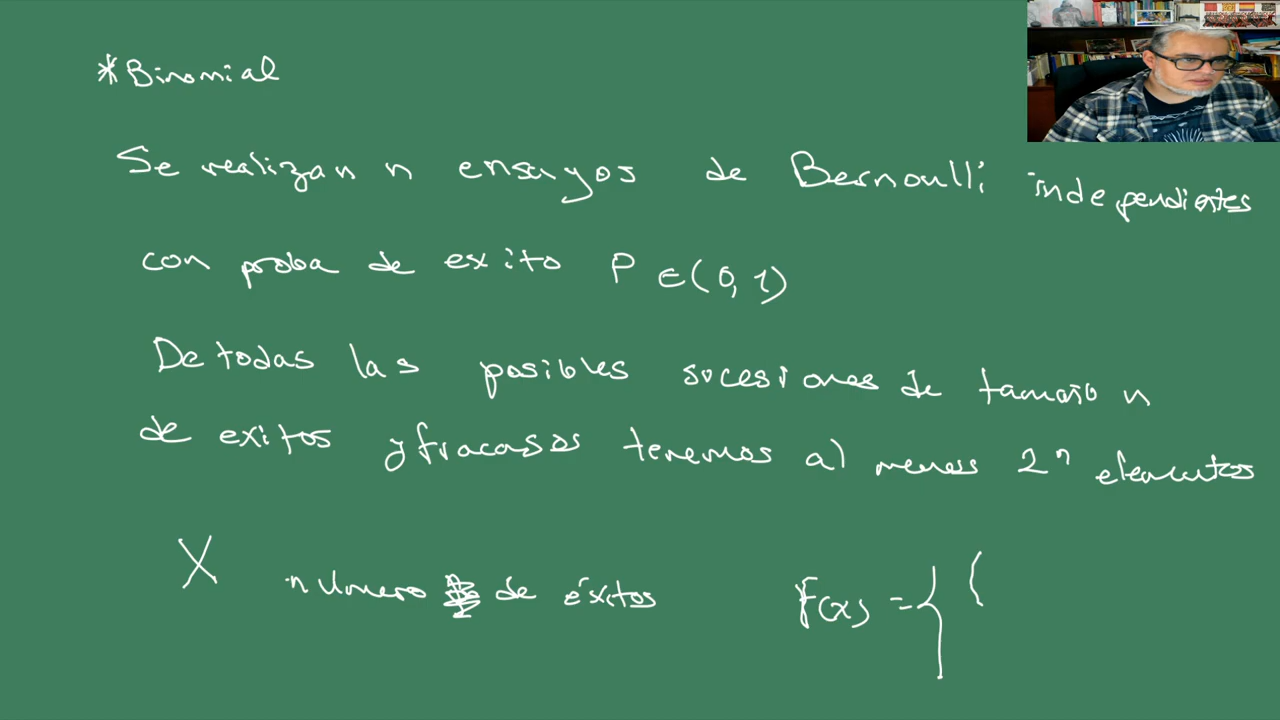 *Binomial
Se realizan n ensayos de Bernoulli independientes
con proba de exito P ∈ (0, 1)
De todas las posibles sucesiones de tamaño n
de exitos y fracasos tenemos al menos 2ⁿ elementos
X número de éxitos f(x) = { (